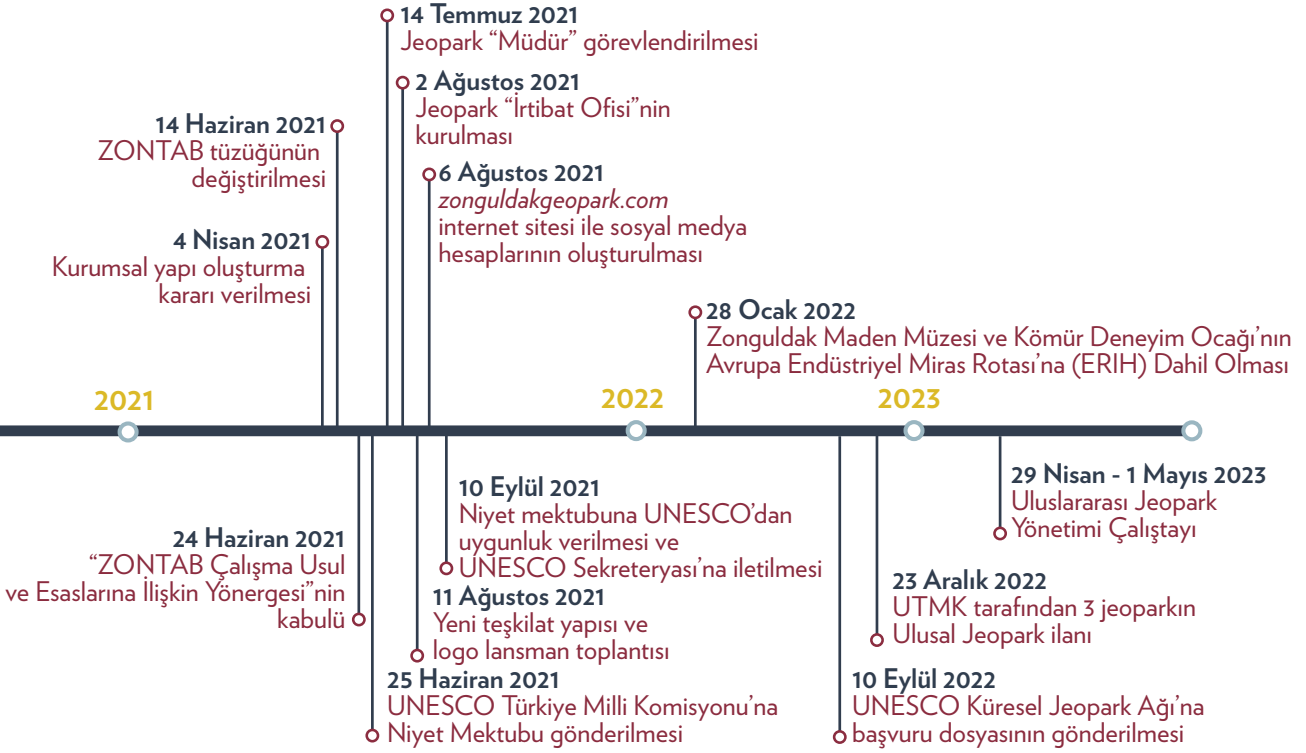 14 Temmuz 2021
Jeopark “Müdür” görevlendirilmesi
2 Ağustos 2021
Jeopark “İrtibat Ofisi”nin
kurulması
14 Haziran 2021
ZONTAB tüzüğünün
değiştirilmesi
6 Ağustos 2021
zonguldakgeopark.com
internet sitesi ile sosyal medya
hesaplarının oluşturulması
4 Nisan 2021
Kurumsal yapı oluşturma
kararı verilmesi
28 Ocak 2022
Zonguldak Maden Müzesi ve Kömür Deneyim Ocağı’nın
Avrupa Endüstriyel Miras Rotası’na (ERIH) Dahil Olması
2021
2022
2023
24 Haziran 2021
“ZONTAB Çalışma Usul
ve Esaslarına İlişkin Yönergesi”nin
kabulü
10 Eylül 2021
Niyet mektubuna UNESCO’dan
uygunluk verilmesi ve
UNESCO Sekreteryası’na iletilmesi
11 Ağustos 2021
Yeni teşkilat yapısı ve
logo lansman toplantısı
25 Haziran 2021
UNESCO Türkiye Milli Komisyonu’na
Niyet Mektubu gönderilmesi
29 Nisan - 1 Mayıs 2023
Uluslararası Jeopark
Yönetimi Çalıştayı
23 Aralık 2022
UTMK tarafından 3 jeoparkın
Ulusal Jeopark ilanı
10 Eylül 2022
UNESCO Küresel Jeopark Ağı’na
başvuru dosyasının gönderilmesi